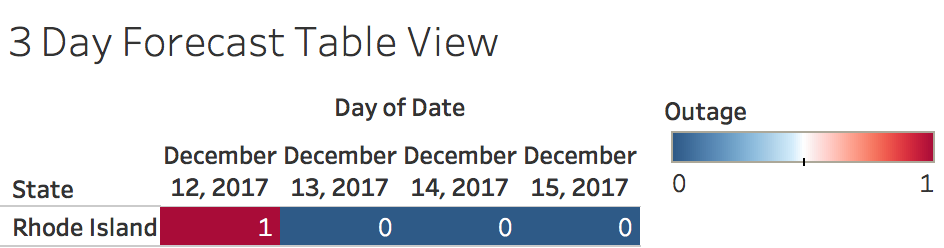 3 Day Forecast Table View
Day of Date
Outage
December December December December
State 12, 2017 13, 2017 14, 2017 15, 2017
0 1
Rhode Island 1 0 0 0